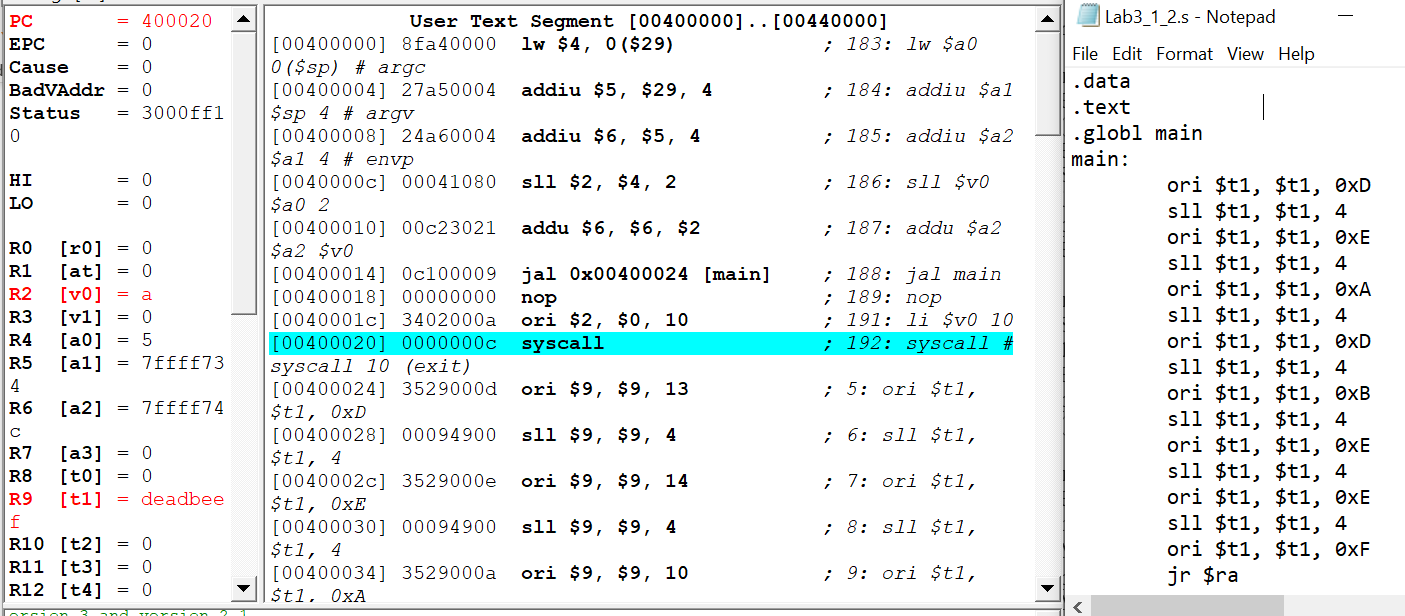 PC = 400020
EPC = 0
Cause = 0
BadVAddr = 0
Status = 3000ff1
0
HI = 0
LO = 0
R0 [r0] = 0
R1 [at] = 0
R2 [v0] = a
R3 [v1] = 0
R4 [a0] = 5
R5 [a1] = 7ffff73
4
R6 [a2] = 7ffff74
c
R7 [a3] = 0
R8 [t0] = 0
R9 [t1] = deadbee
f
R10 [t2] = 0
R11 [t3] = 0
R12 [t4] = 0
User Text Segment [00400000]..[00440000]
[00400000] 8fa40000 lw $4, 0($29) ; 183: lw $a0
0($sp) # argc
[00400004] 27a50004 addiu $5, $29, 4 ; 184: addiu $a1
$sp 4 # argv
[00400008] 24a60004 addiu $6, $5, 4 ; 185: addiu $a2
$a1 4 # envp
[0040000c] 00041080 sll $2, $4, 2 ; 186: sll $v0
$a0 2
[00400010] 00c23021 addu $6, $6, $2 ; 187: addu $a2
$a2 $v0
[00400014] 0c100009 jal 0x00400024 [main] ; 188: jal main
[00400018] 00000000 nop ; 189: nop
[0040001c] 3402000a ori $2, $0, 10 ; 191: li $v0 10
[00400020] 0000000c syscall ; 192: syscall #
syscall 10 (exit)
[00400024] 3529000d ori $9, $9, 13 ; 5: ori $t1,
$t1, 0xD
[00400028] 00094900 sll $9, $9, 4 ; 6: sll $t1,
$t1, 4
[0040002c] 3529000e ori $9, $9, 14 ; 7: ori $t1,
$t1, 0xE
[00400030] 00094900 sll $9, $9, 4 ; 8: sll $t1,
$t1, 4
[00400034] 3529000a ori $9, $9, 10 ; 9: ori $t1,
$t1, 0xA
Lab3_1_2.s - Notepad
File Edit Format View Help
.data
.text
.globl main
main:
ori $t1, $t1, 0xD
sll $t1, $t1, 4
ori $t1, $t1, 0xE
sll $t1, $t1, 4
ori $t1, $t1, 0xA
sll $t1, $t1, 4
ori $t1, $t1, 0xD
sll $t1, $t1, 4
ori $t1, $t1, 0xB
sll $t1, $t1, 4
ori $t1, $t1, 0xE
sll $t1, $t1, 4
ori $t1, $t1, 0xE
sll $t1, $t1, 4
ori $t1, $t1, 0xF
jr $ra